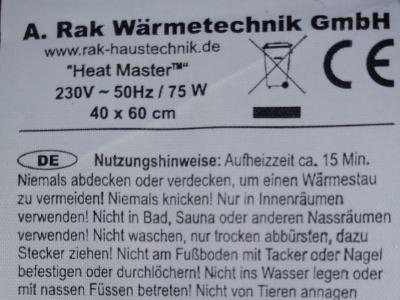 A. Rak Wärmetechnik GmbH
www.rak-haustechnik.de
"Heat Master™"
230V ~ 50Hz / 75 W
40 x 60 cm
CE
DE Nutzungshinweise: Aufheizzeit ca. 15 Min.
Niemals abdecken oder verdecken, um einen Wärmestau
zu vermeiden! Niemals knicken! Nur in Innenräumen
verwenden! Nicht in Bad, Sauna oder anderen Nassräumen
verwenden! Nicht waschen, nur trocken abbürsten, dazu
Stecker ziehen! Nicht am Fußboden mit Tacker oder Nagel
befestigen oder durchlöchern! Nicht ins Wasser legen oder
mit nassen Füssen betreten! Nicht von Tieren annagen